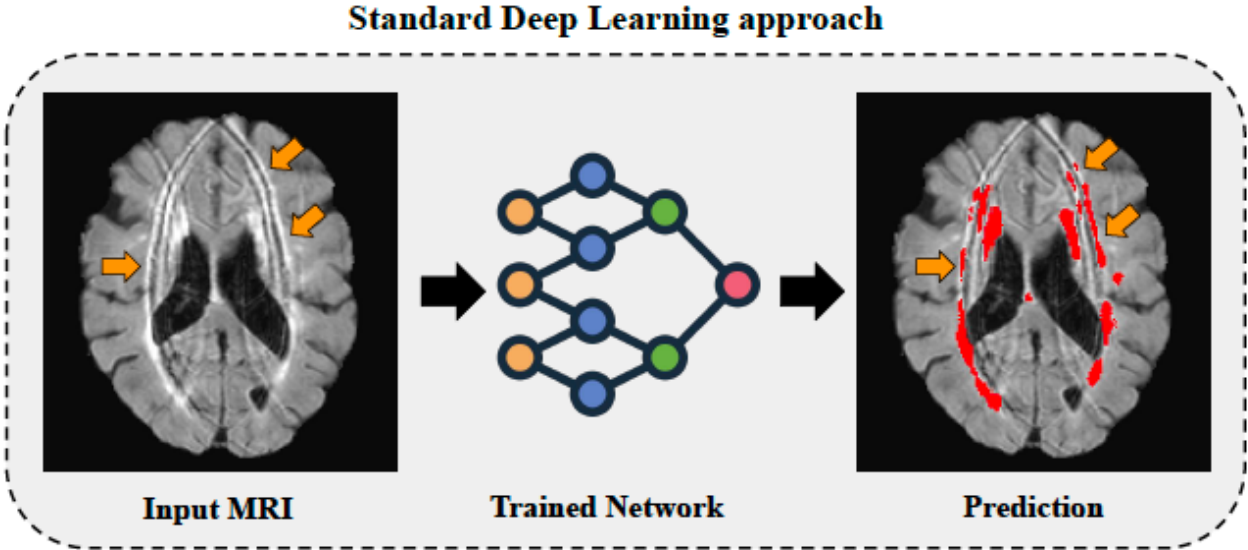 Standard Deep Learning approach
Input MRI
Trained Network
Prediction